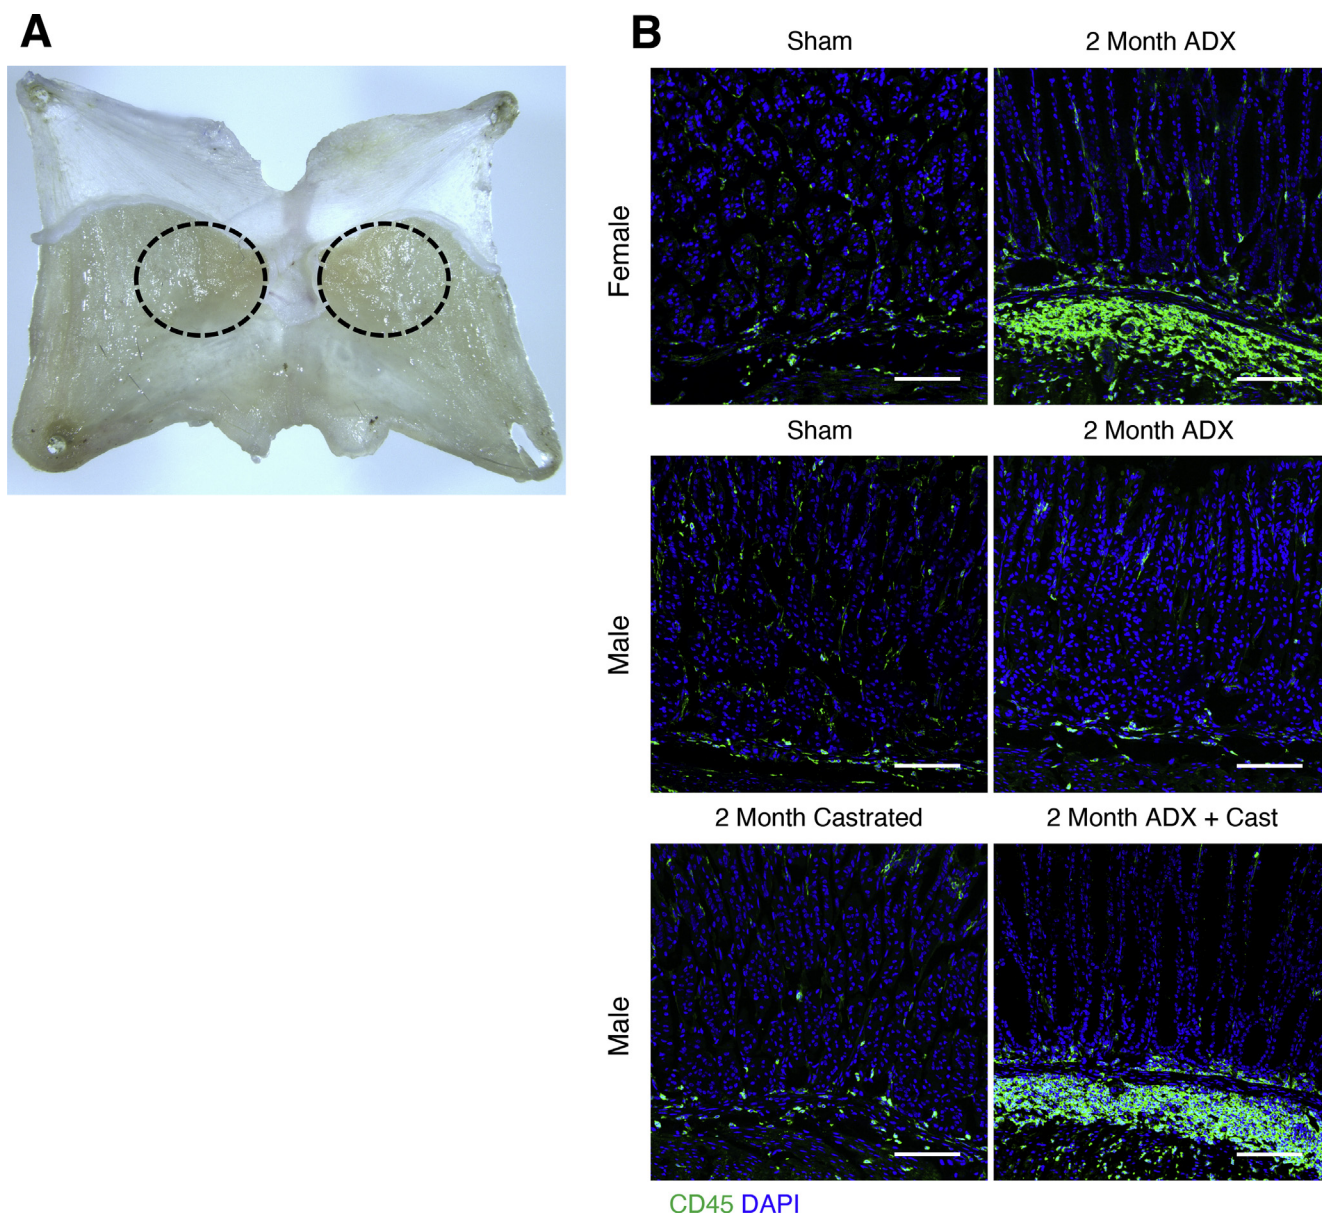 A
B
Sham
2 Month ADX
Female
Sham
2 Month ADX
Male
2 Month Castrated
2 Month ADX + Cast
Male
CD45 DAPI